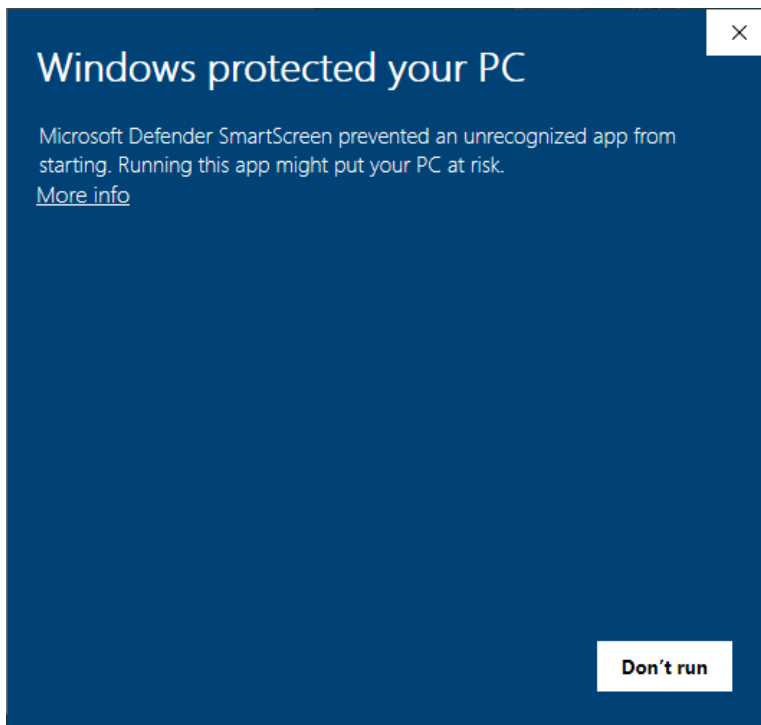 Windows protected your PC
Microsoft Defender SmartScreen prevented an unrecognized app from
starting. Running this app might put your PC at risk.
More info
Don’t run